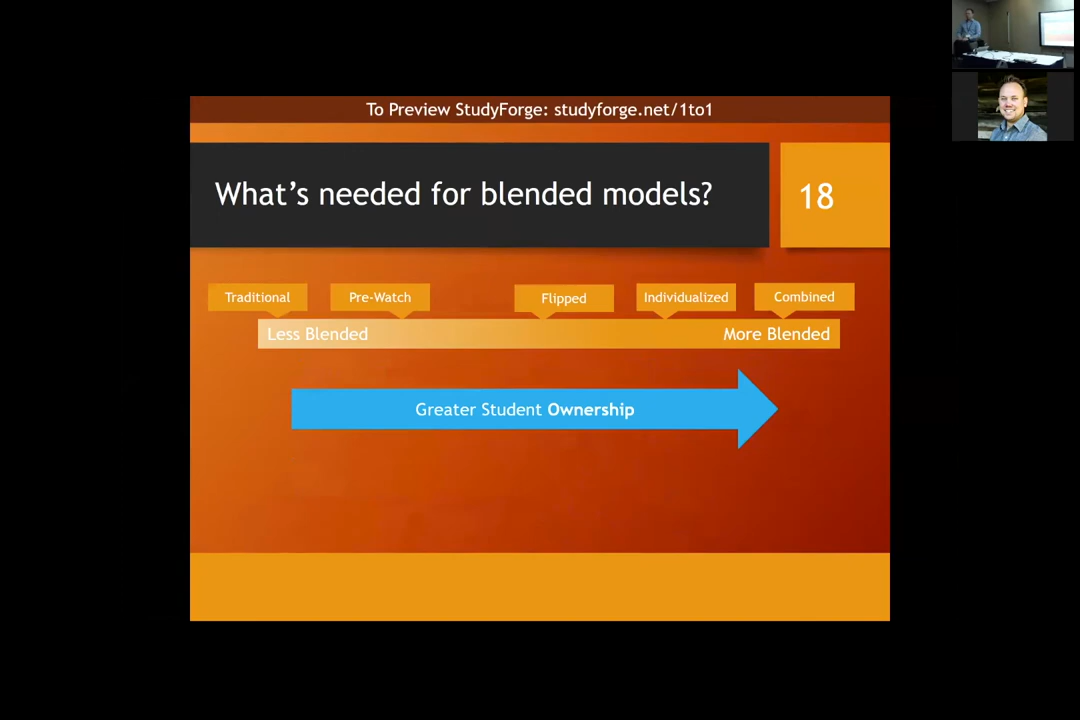 To Preview StudyForge: studyforge.net/1to1
What's needed for blended models?
18
Traditional
Pre-Watch
Flipped
Individualized
Combined
Less Blended
More Blended
Greater Student Ownership